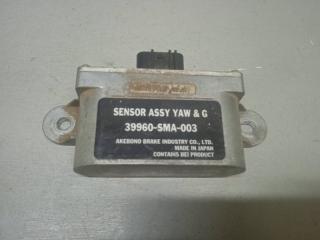 SENSOR ASSY YAW & G
39960-SMA-003
AKEBONO BRAKE INDUSTRY CO., LTD.
MADE IN JAPAN
CONTAINS BEI PRODUCT